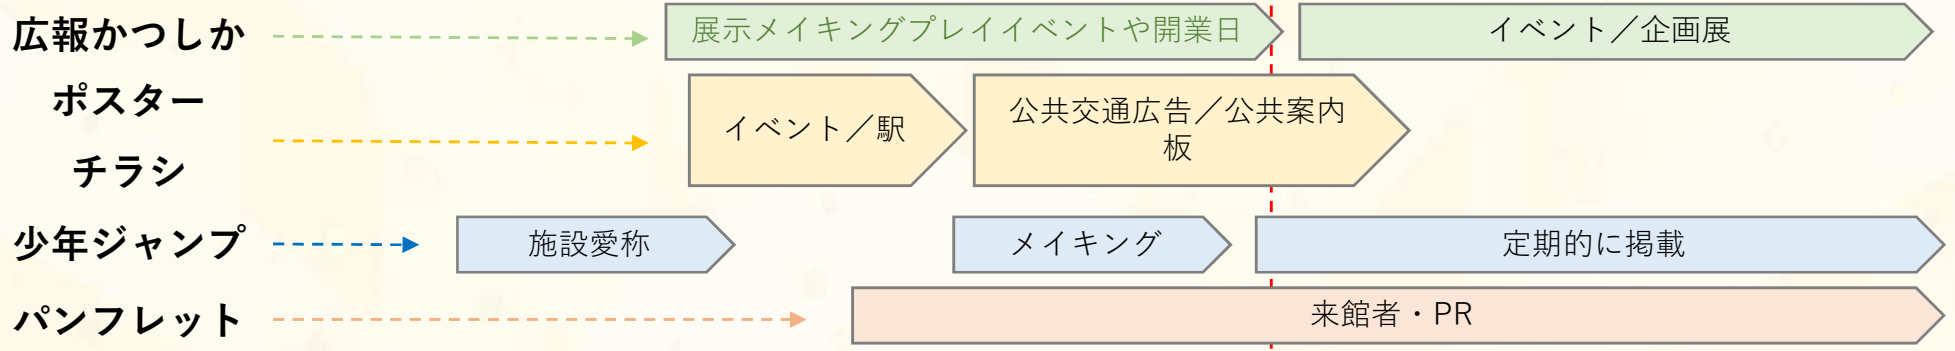 広報かつしか
展示メイキングプレイイベントや開業日
イベント／企画展
ポスター
チラシ
イベント／駅
公共交通広告／公共案内
板
少年ジャンプ
施設愛称
メイキング
定期的に掲載
パンフレット
来館者・PR